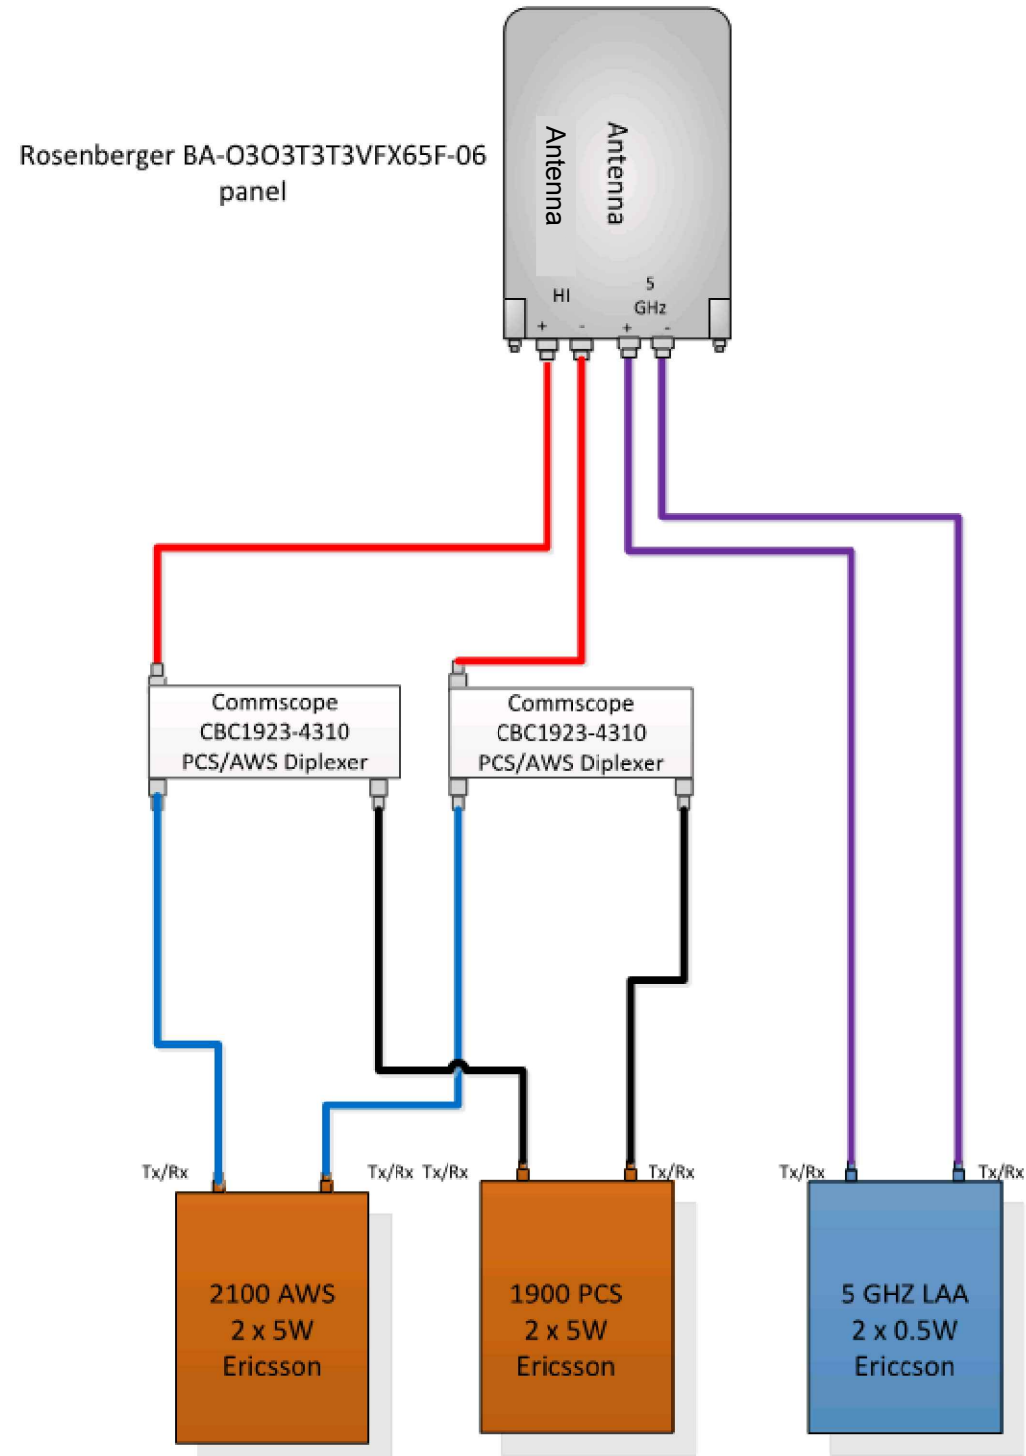 Rosenberger BA-O3O3T3T3VFX65F-06
panel
Antenna
Antenna
HI
5
GHz
+ - + -
Commscope
CBC1923-4310
PCS/AWS Diplexer
Commscope
CBC1923-4310
PCS/AWS Diplexer
Tx/Rx Tx/Rx Tx/Rx Tx/Rx Tx/Rx Tx/Rx
2100 AWS
2 x 5W
Ericsson
1900 PCS
2 x 5W
Ericsson
5 GHZ LAA
2 x 0.5W
Ericcson